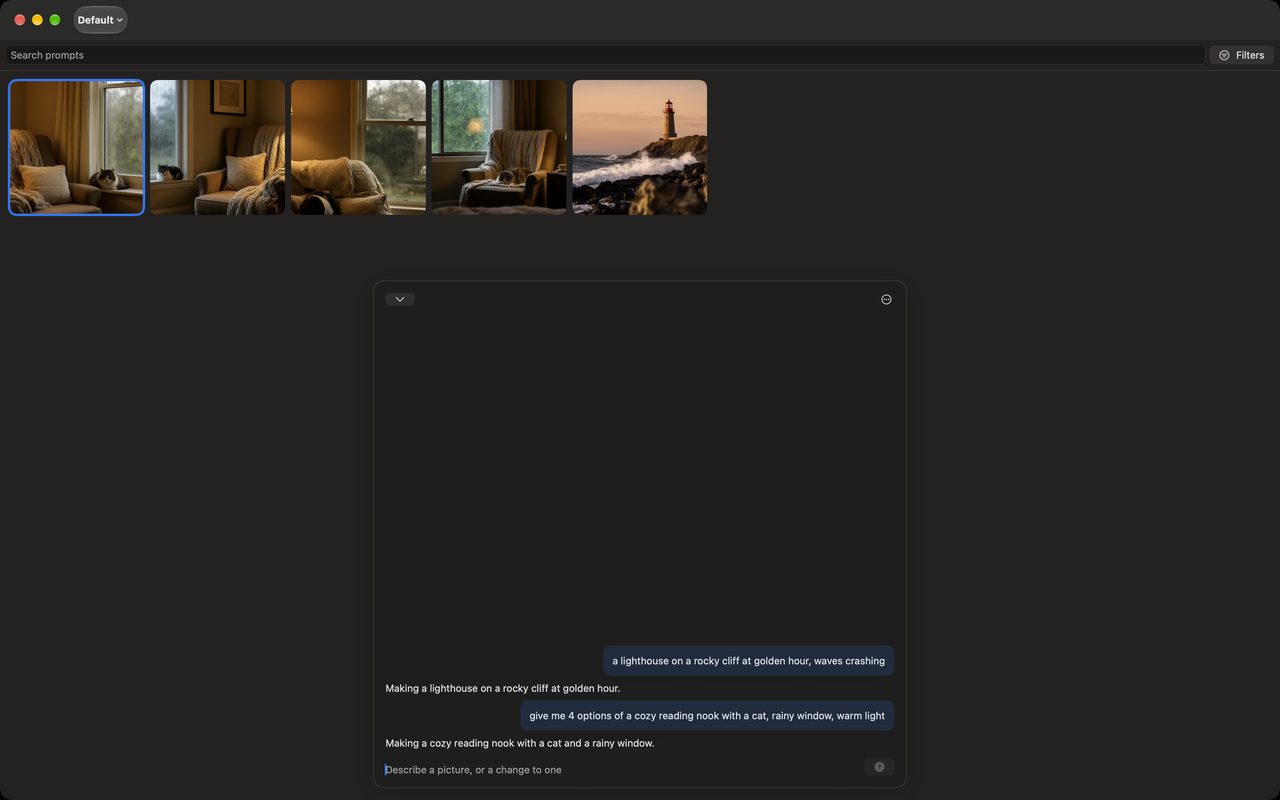 Default
Search prompts
Filters
a lighthouse on a rocky cliff at golden hour, waves crashing
Making a lighthouse on a rocky cliff at golden hour.
give me 4 options of a cozy reading nook with a cat, rainy window, warm light
Making a cozy reading nook with a cat and a rainy window.
Describe a picture, or a change to one